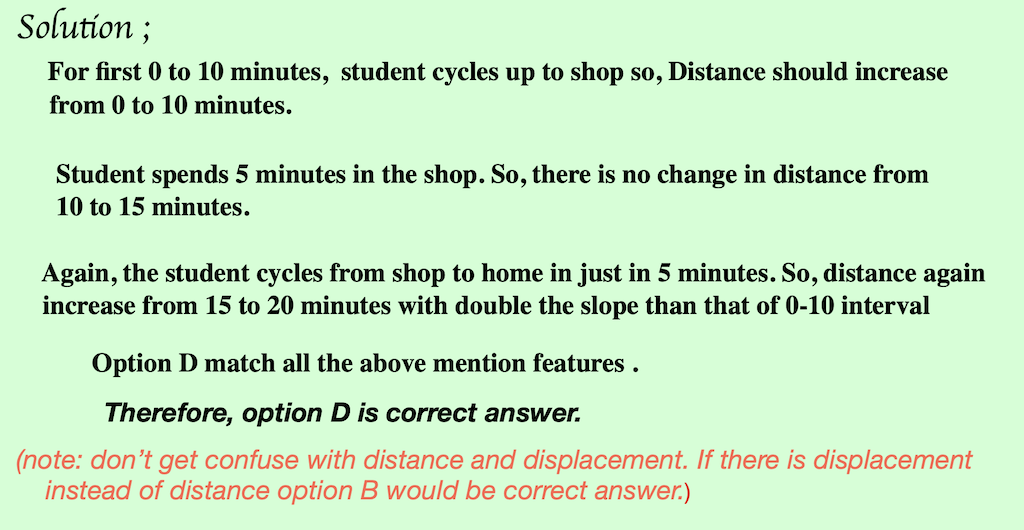 Solution ;
For first 0 to 10 minutes, student cycles up to shop so, Distance should increase
from 0 to 10 minutes.
Student spends 5 minutes in the shop. So, there is no change in distance from
10 to 15 minutes.
Again, the student cycles from shop to home in just in 5 minutes. So, distance again
increase from 15 to 20 minutes with double the slope than that of 0-10 interval
Option D match all the above mention features .
Therefore, option D is correct answer.
(note: don't get confuse with distance and displacement. If there is displacement
instead of distance option B would be correct answer.)